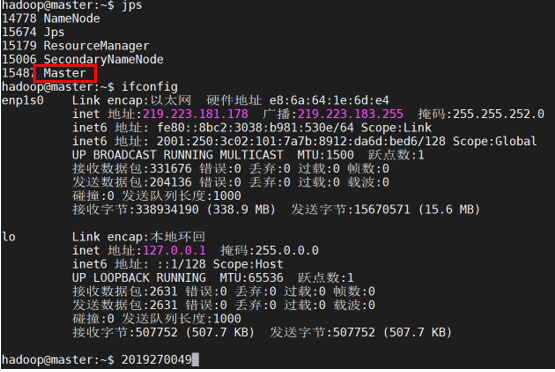 hadoop@master:~$ jps
14778 NameNode
15674 Jps
15179 ResourceManager
15006 SecondaryNameNode
15487 Master
hadoop@master:~$ ifconfig
enp1s0    Link encap:以太网  硬件地址 e8:6a:64:1e:6d:e4
inet 地址:219.223.181.178  广播:219.223.183.255  掩码:255.255.252.0
inet6 地址: fe80::8bc2:3038:b981:530e/64 Scope:Link
inet6 地址: 2001:250:3c02:101:7a7b:8912:da6d:bed6/128 Scope:Global
UP BROADCAST RUNNING MULTICAST  MTU:1500  跃点数:1
接收数据包:331676 错误:0 丢弃:0 过载:0 帧数:0
发送数据包:204136 错误:0 丢弃:0 过载:0 载波:0
碰撞:0 发送队列长度:1000
接收字节:338934190 (338.9 MB)  发送字节:15670571 (15.6 MB)
lo        Link encap:本地环回
inet 地址:127.0.0.1  掩码:255.0.0.0
inet6 地址: ::1/128 Scope:Host
UP LOOPBACK RUNNING  MTU:65536  跃点数:1
接收数据包:2631 错误:0 丢弃:0 过载:0 帧数:0
发送数据包:2631 错误:0 丢弃:0 过载:0 载波:0
碰撞:0 发送队列长度:1000
接收字节:507752 (507.7 KB)  发送字节:507752 (507.7 KB)
hadoop@master:~$ 2019270049